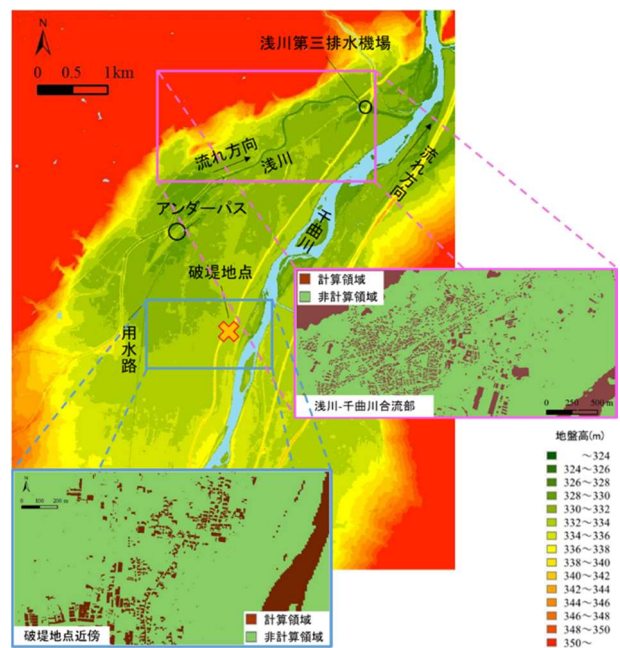 N
0 0.5 1km
浅川第三排水機場
流れ方向
浅川
流れ方向
アンダーパス
千曲川
破堤地点
用水路
計算領域
非計算領域
浅川-千曲川合流部
0 250 500 m
地盤高(m)
～324
324～326
326～328
328～330
330～332
332～334
334～336
336～338
338～340
340～342
342～344
344～346
346～348
348～350
350～
N
0 100 200 m
計算領域
非計算領域
破堤地点近傍